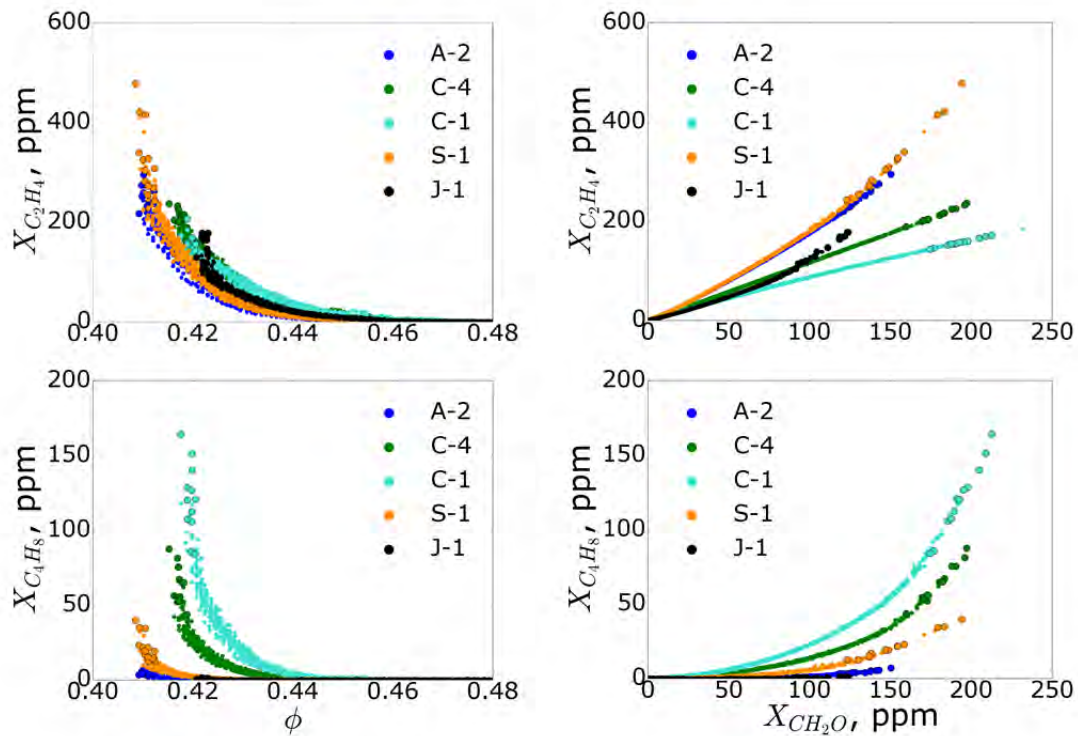 600
400
200
0
X_{C_2H_4}, ppm
A-2
C-4
C-1
S-1
J-1
0.40 0.42 0.44 0.46 0.48
600
400
200
0
X_{C_2H_4}, ppm
A-2
C-4
C-1
S-1
J-1
0 50 100 150 200 250
200
150
100
50
0
X_{C_4H_8}, ppm
A-2
C-4
C-1
S-1
J-1
0.40 0.42 0.44 0.46 0.48
ϕ
200
150
100
50
0
X_{C_4H_8}, ppm
A-2
C-4
C-1
S-1
J-1
0 50 100 150 200 250
X_{CH_2O}, ppm